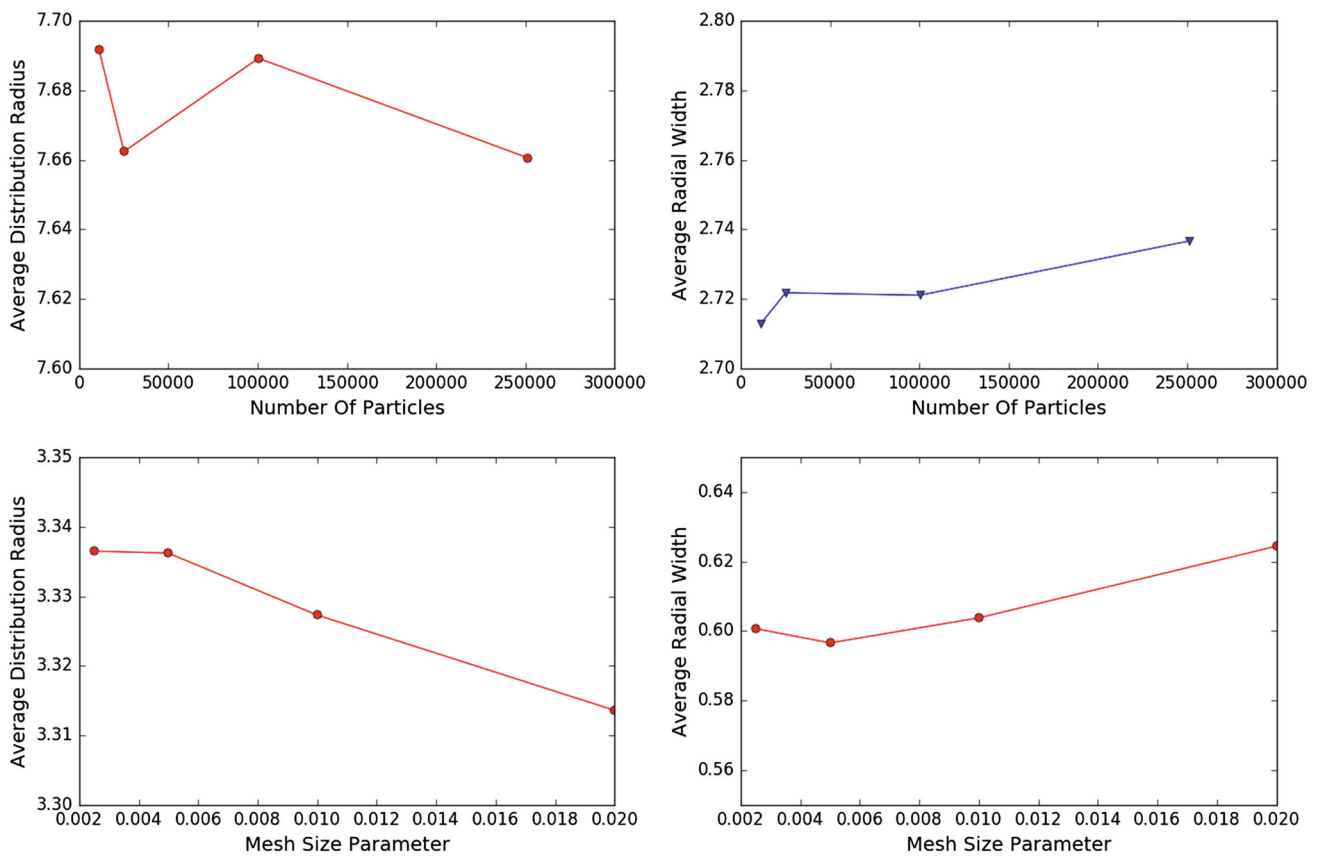 7.70
7.68
7.66
7.64
7.62
7.60
Average Distribution Radius
0 50000 100000 150000 200000 250000 300000
Number Of Particles
2.80
2.78
2.76
2.74
2.72
2.70
Average Radial Width
0 50000 100000 150000 200000 250000 300000
Number Of Particles
3.35
3.34
3.33
3.32
3.31
3.30
Average Distribution Radius
0.002 0.004 0.006 0.008 0.010 0.012 0.014 0.016 0.018 0.020
Mesh Size Parameter
0.64
0.62
0.60
0.58
0.56
Average Radial Width
0.002 0.004 0.006 0.008 0.010 0.012 0.014 0.016 0.018 0.020
Mesh Size Parameter